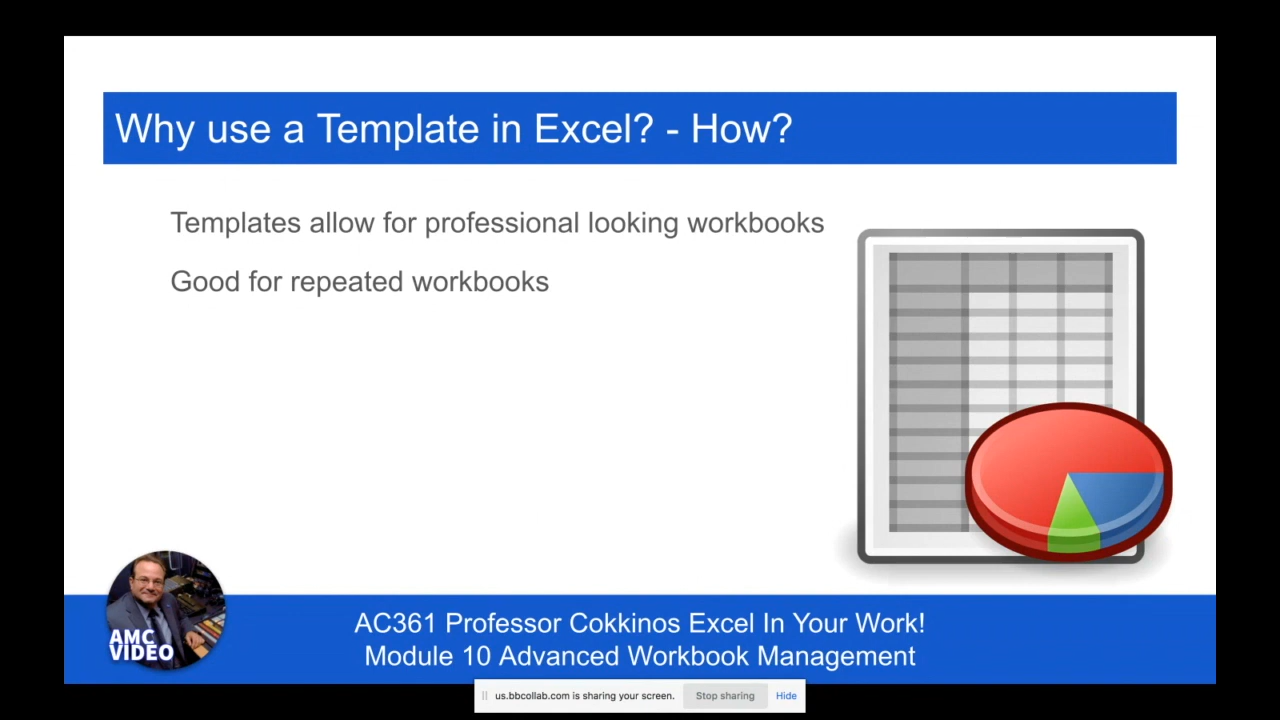 Why use a Template in Excel? - How?
Templates allow for professional looking workbooks
Good for repeated workbooks
AMC
VIDEO
AC361 Professor Cokkinos Excel In Your Work!
Module 10 Advanced Workbook Management
us.bbcollab.com is sharing your screen. Stop sharing Hide